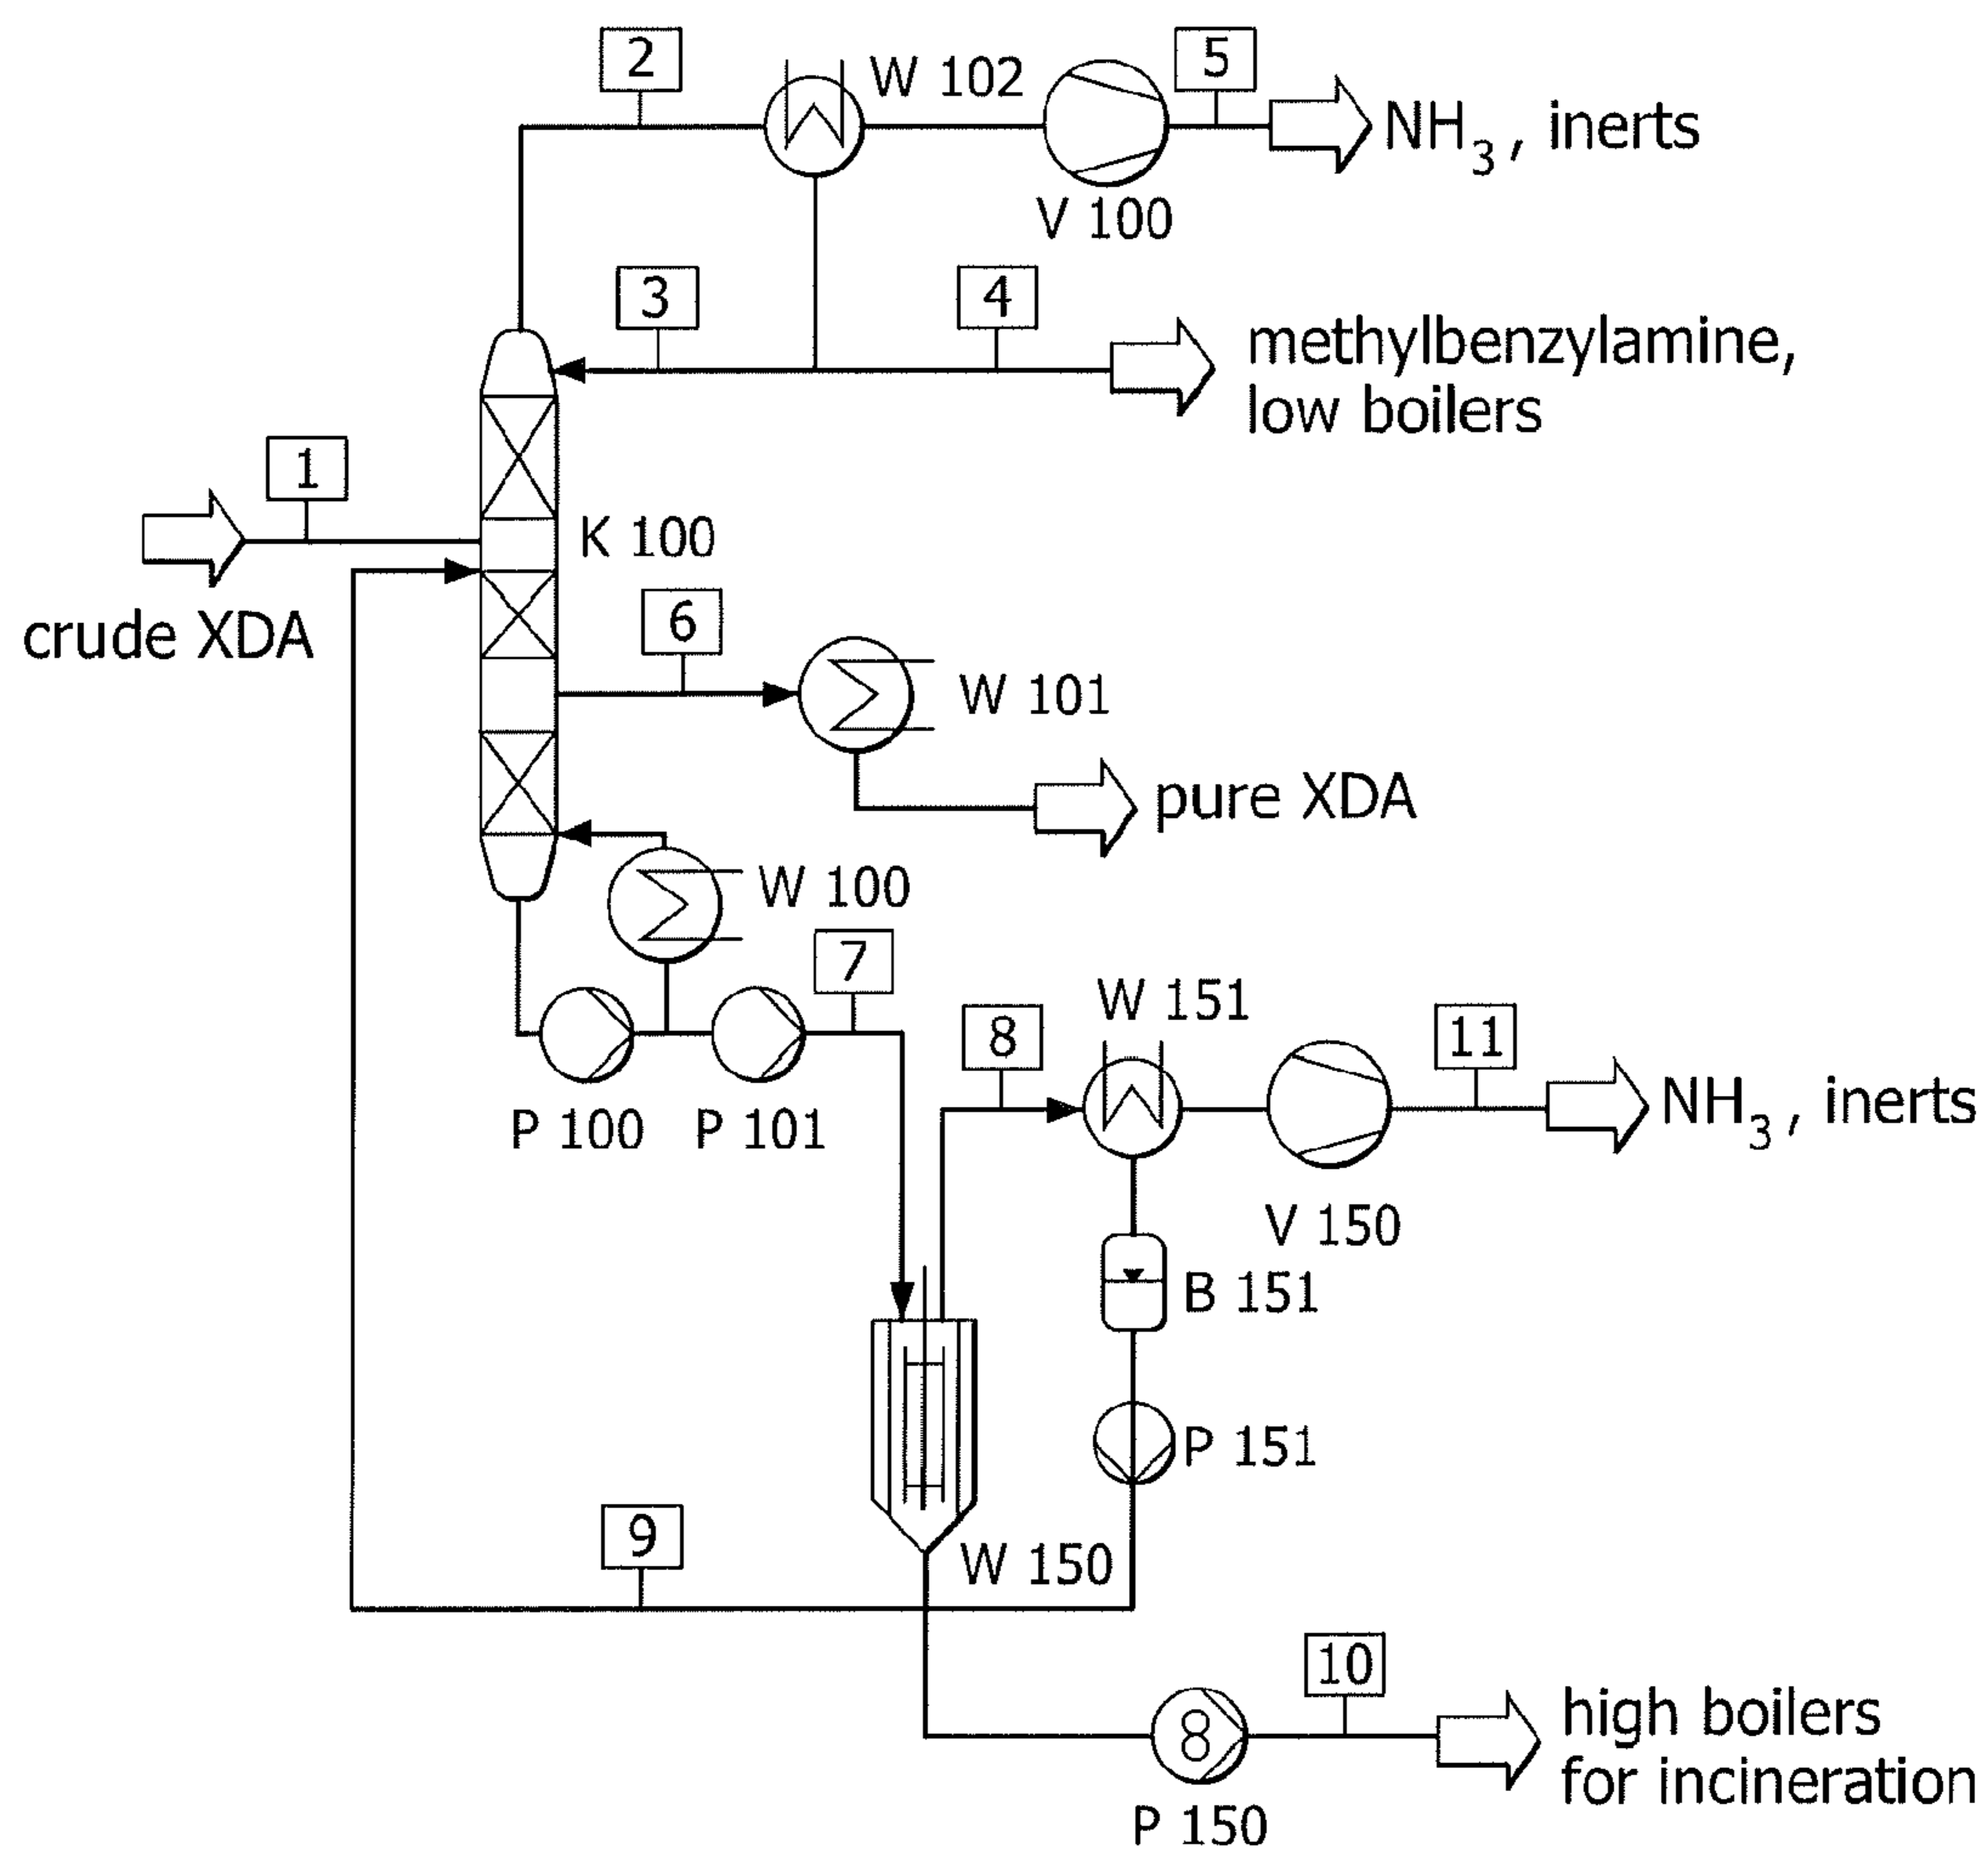 2
W 102
5
NH3, inerts
V 100
3
4
methylbenzylamine,
low boilers
1
K 100
crude XDA
6
W 101
pure XDA
W 100
7
P 100
P 101
8
W 151
11
NH3, inerts
V 150
B 151
P 151
9
W 150
10
8
high boilers
for incineration
P 150